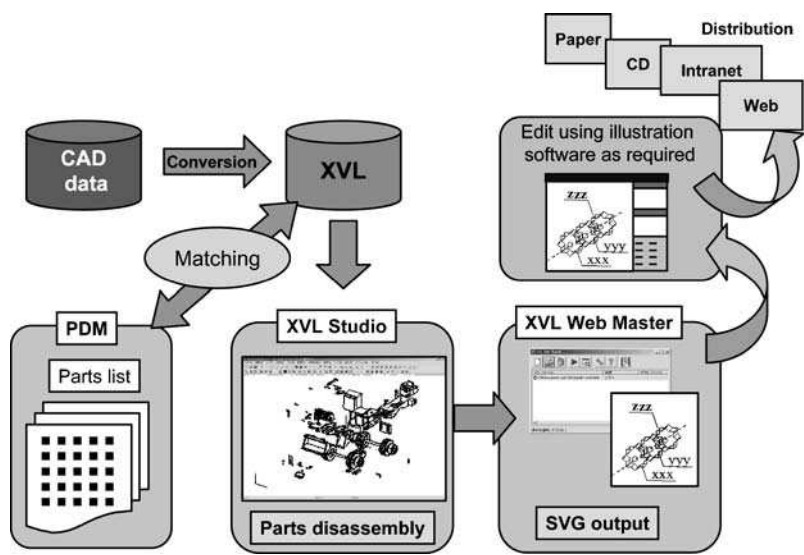 Paper
Distribution
CD
Intranet
Web
CAD
data
Conversion
XVL
Edit using illustration
software as required
zzz
yyy
xxx
Matching
PDM
Parts list
XVL Studio
Parts disassembly
XVL Web Master
zzz
yyy
xxx
SVG output